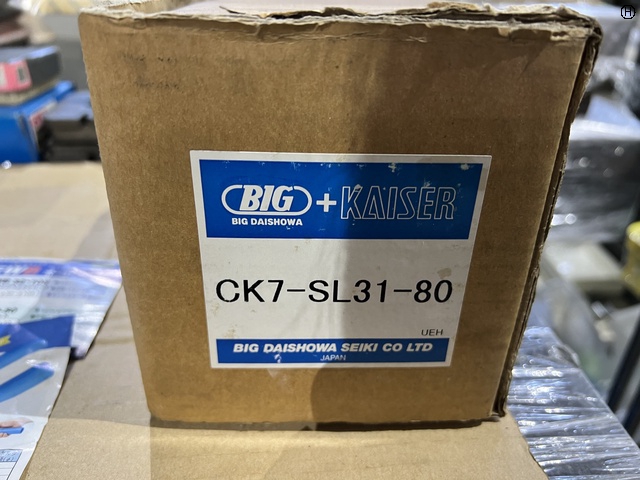 H
BIG + KAISER
BIG DAISHOWA
CK7-SL31-80
UEH
BIG DAISHOWA SEIKI CO LTD
JAPAN